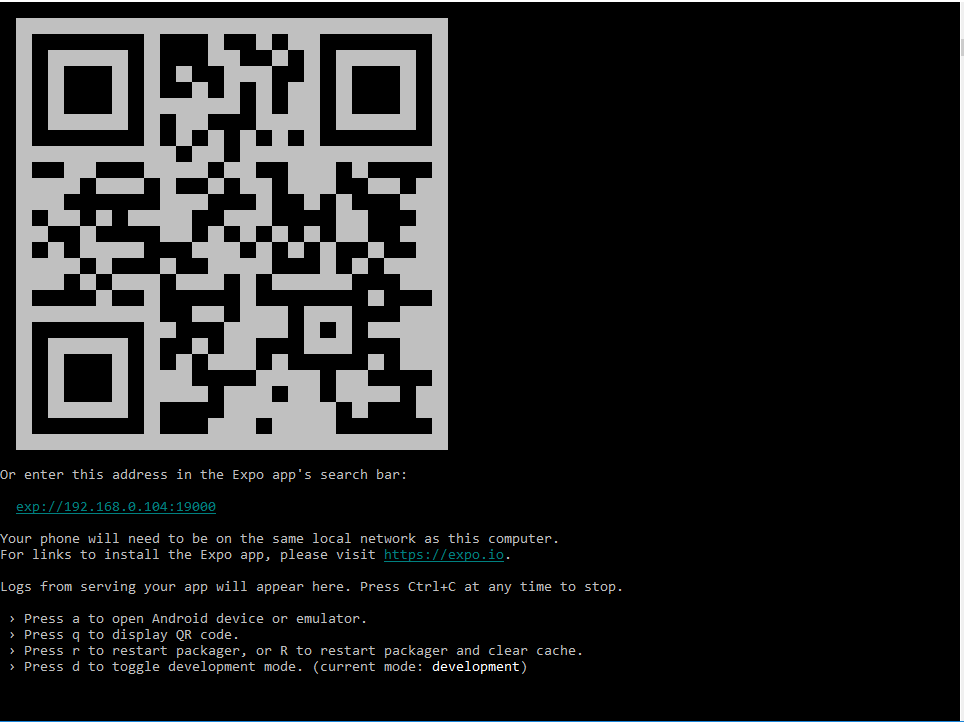 Or enter this address in the Expo app's search bar:
exp://192.168.0.104:19000
Your phone will need to be on the same local network as this computer.
For links to install the Expo app, please visit https://expo.io.
Logs from serving your app will appear here. Press Ctrl+C at any time to stop.
› Press a to open Android device or emulator.
› Press q to display QR code.
› Press r to restart packager, or R to restart packager and clear cache.
› Press d to toggle development mode. (current mode: development)